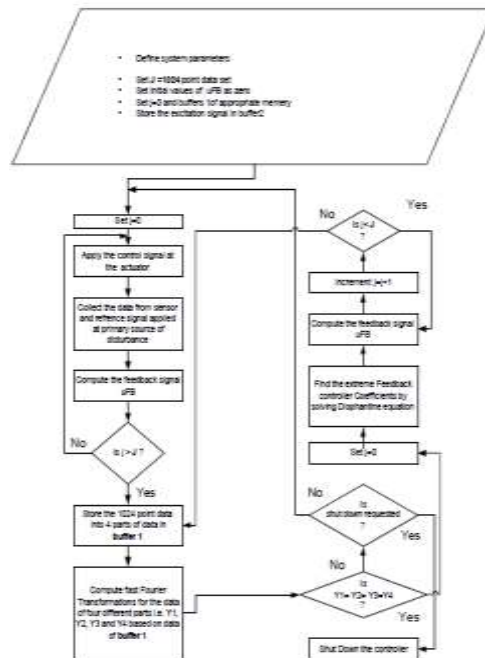 Define system parameters
Set J =1024 point data set
Set initial values of uFB as zero
Set j=0 and buffers 1of appropriate memory
Store the excitation signal in buffer2
Set j=0
Apply the control signal at
the actuator
Collect the data from sensor
and refrence signal applied
at primary source of
disturbance
Compute the feedback signal
uFB
No
Is j > J ?
Yes
Store the 1024 point data
into 4 parts of data in
buffer 1
Compute fast Fourier
Transformations for the data
of four different parts i.e. Y1,
Y2, Y3 and Y4 based on data
of buffer 1
No
Yes
Is j < J
?
Increment j=j+1
Compute the feedback signal
uFB
Find the extreme Feedback
controller Coefficients by
solving Diophantine equation
Set j=0
No
Is
shut down requested
?
Yes
No
Is
Y1= Y2= Y3=Y4
?
Yes
Shut Down the controller